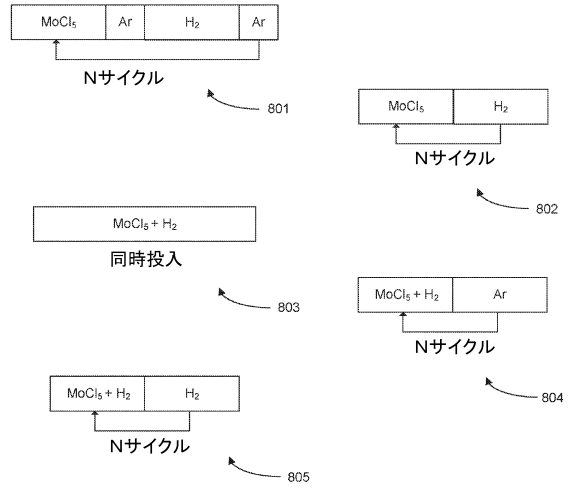 MoCl₅ Ar H₂ Ar
Nサイクル
801
MoCl₅ H₂
Nサイクル
802
MoCl₅ + H₂
同時投入
803
MoCl₅ + H₂ Ar
Nサイクル
804
MoCl₅ + H₂ H₂
Nサイクル
805